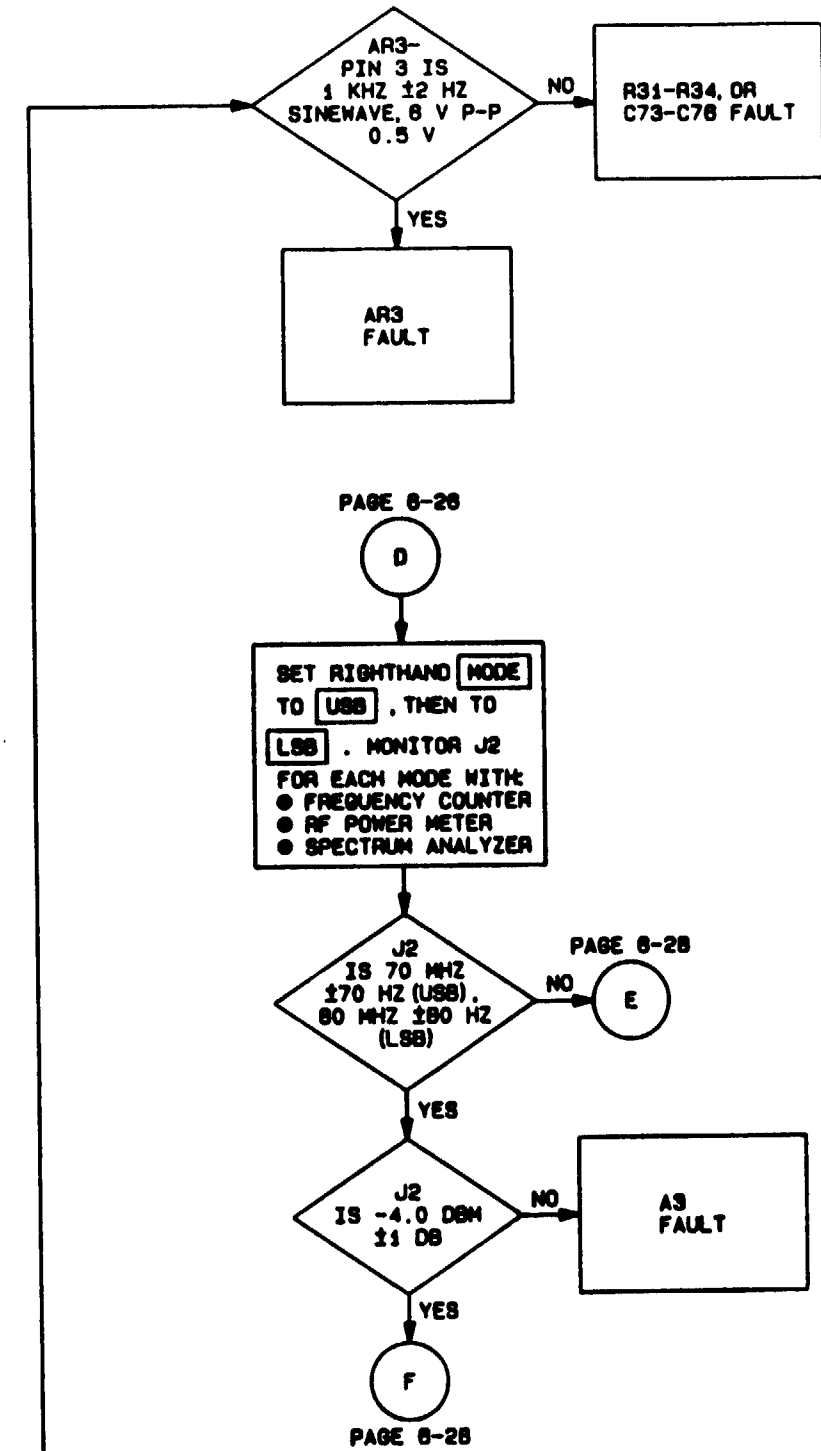 AR3-
PIN 3 IS
1 KHZ ±2 HZ
SINEWAVE, 6 V P-P
0.5 V
NO
R31-R34, OR
C73-C76 FAULT
YES
AR3
FAULT
PAGE 6-26
D
SET RIGHTHAND MODE
TO USB , THEN TO
LSB . MONITOR J2
FOR EACH MODE WITH:
● FREQUENCY COUNTER
● RF POWER METER
● SPECTRUM ANALYZER
J2
IS 70 MHZ
±70 HZ (USB),
80 MHZ ±80 HZ
(LSB)
NO
PAGE 6-28
E
YES
J2
IS -4.0 DBM
±1 DB
NO
A3
FAULT
YES
F
PAGE 6-28